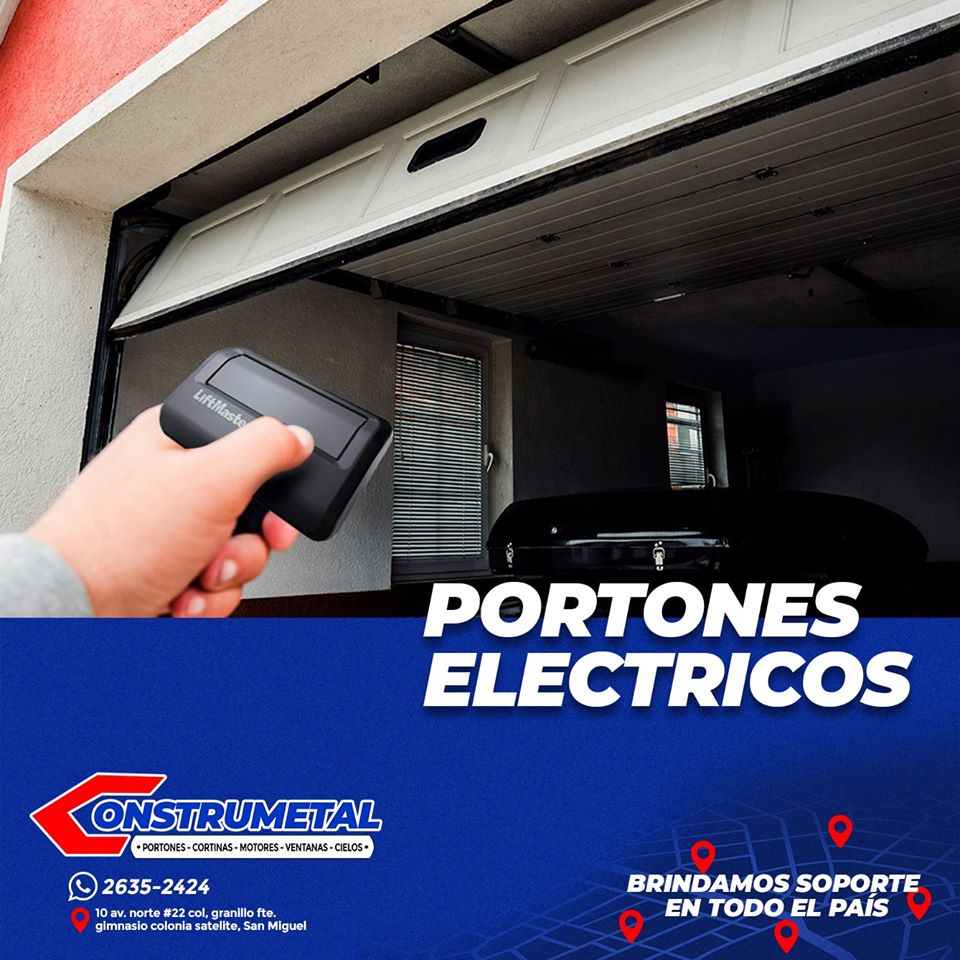 LiftMaste
PORTONES
ELECTRICOS
CONSTRUMETAL
• PORTONES - CORTINAS - MOTORES - VENTANAS - CIELOS •
2635-2424
10 av. norte #22 col, granillo fte.
gimnasio colonia satelite, San Miguel
BRINDAMOS SOPORTE
EN TODO EL PAÍS